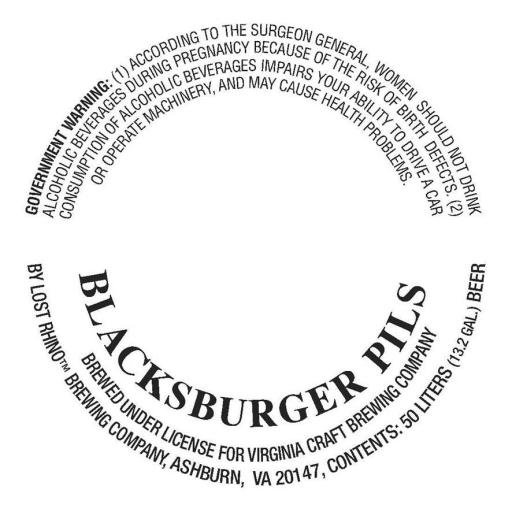 GOVERNMENT WARNING: (1) ACCORDING TO THE SURGEON GENERAL, WOMEN SHOULD NOT DRINK
ALCOHOLIC BEVERAGES DURING PREGNANCY BECAUSE OF THE RISK OF BIRTH DEFECTS. (2)
CONSUMPTION OF ALCOHOLIC BEVERAGES IMPAIRS YOUR ABILITY TO DRIVE A CAR
OR OPERATE MACHINERY, AND MAY CAUSE HEALTH PROBLEMS.
BLACKSBURGER PILS
BREWED UNDER LICENSE FOR VIRGINIA CRAFT BREWING COMPANY
BY LOST RHINO™ BREWING COMPANY, ASHBURN, VA 20147, CONTENTS: 50 LITERS (13.2 GAL.) BEER